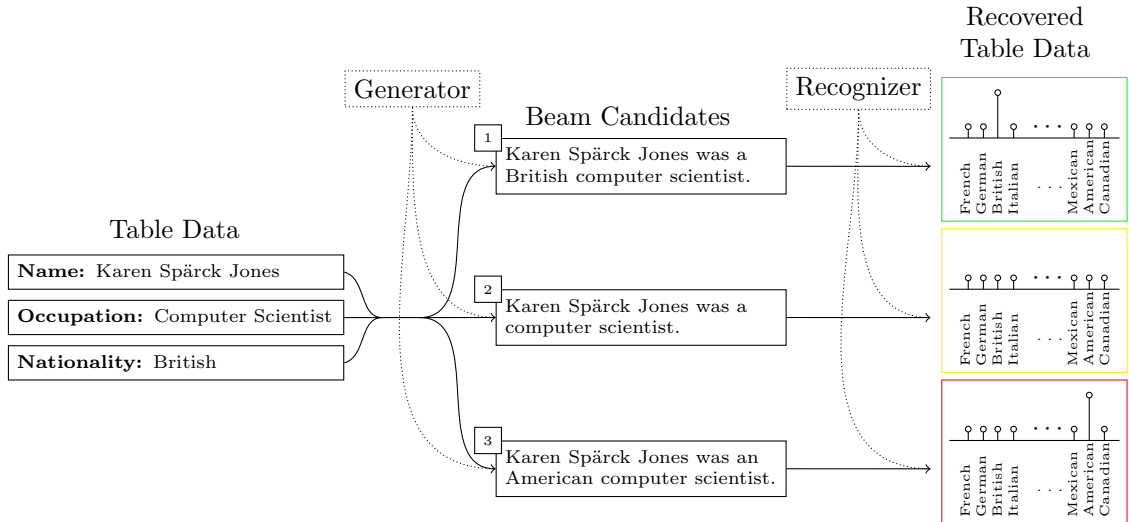 Recovered
Table Data
Generator
Recognizer
Beam Candidates
Table Data
Name: Karen Spärck Jones
Occupation: Computer Scientist
Nationality: British
1
Karen Spärck Jones was a
British computer scientist.
2
Karen Spärck Jones was a
computer scientist.
3
Karen Spärck Jones was an
American computer scientist.
· · ·
French
German
British
Italian
· · ·
Mexican
American
Canadian
· · ·
French
German
British
Italian
· · ·
Mexican
American
Canadian
· · ·
French
German
British
Italian
· · ·
Mexican
American
Canadian